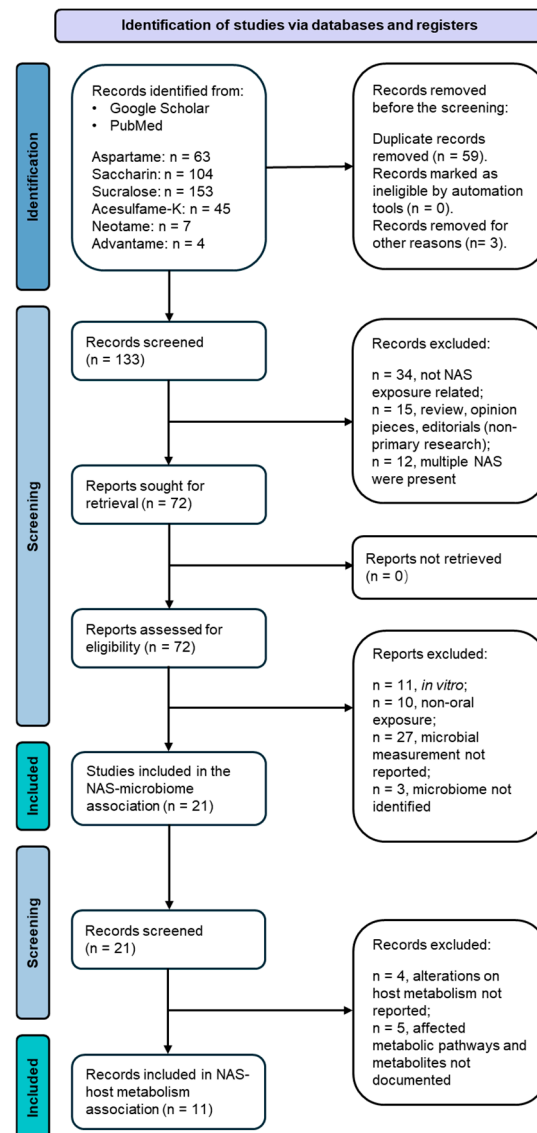 Identification of studies via databases and registers
Identification
Records identified from:
• Google Scholar
• PubMed
Aspartame: n = 63
Saccharin: n = 104
Sucralose: n = 153
Acesulfame-K: n = 45
Neotame: n = 7
Advantame: n = 4
Records removed
before the screening:
Duplicate records
removed (n = 59).
Records marked as
ineligible by automation
tools (n = 0).
Records removed for
other reasons (n= 3).
Screening
Records screened
(n = 133)
Records excluded:
n = 34, not NAS
exposure related;
n = 15, review, opinion
pieces, editorials (non-
primary research);
n = 12, multiple NAS
were present
Reports sought for
retrieval (n = 72)
Reports not retrieved
(n = 0)
Reports assessed for
eligibility (n = 72)
Reports excluded:
n = 11, in vitro;
n = 10, non-oral
exposure;
n = 27, microbial
measurement not
reported;
n = 3, microbiome not
identified
Included
Studies included in the
NAS-microbiome
association (n = 21)
Screening
Records screened
(n = 21)
Records excluded:
n = 4, alterations on
host metabolism not
reported;
n = 5, affected
metabolic pathways and
metabolites not
documented
Included
Records included in NAS-
host metabolism
association (n = 11)